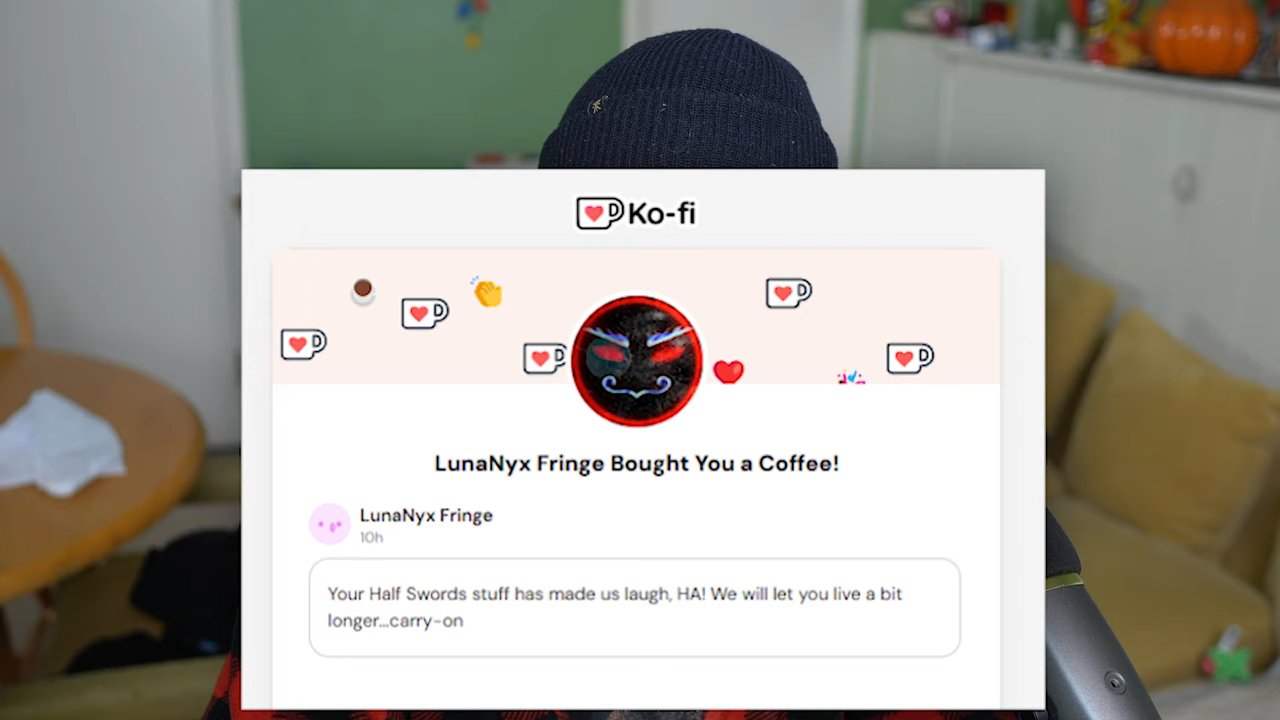 Ko-fi
LunaNyx Fringe Bought You a Coffee!
LunaNyx Fringe
10h
Your Half Swords stuff has made us laugh, HA! We will let you live a bit
longer...carry-on